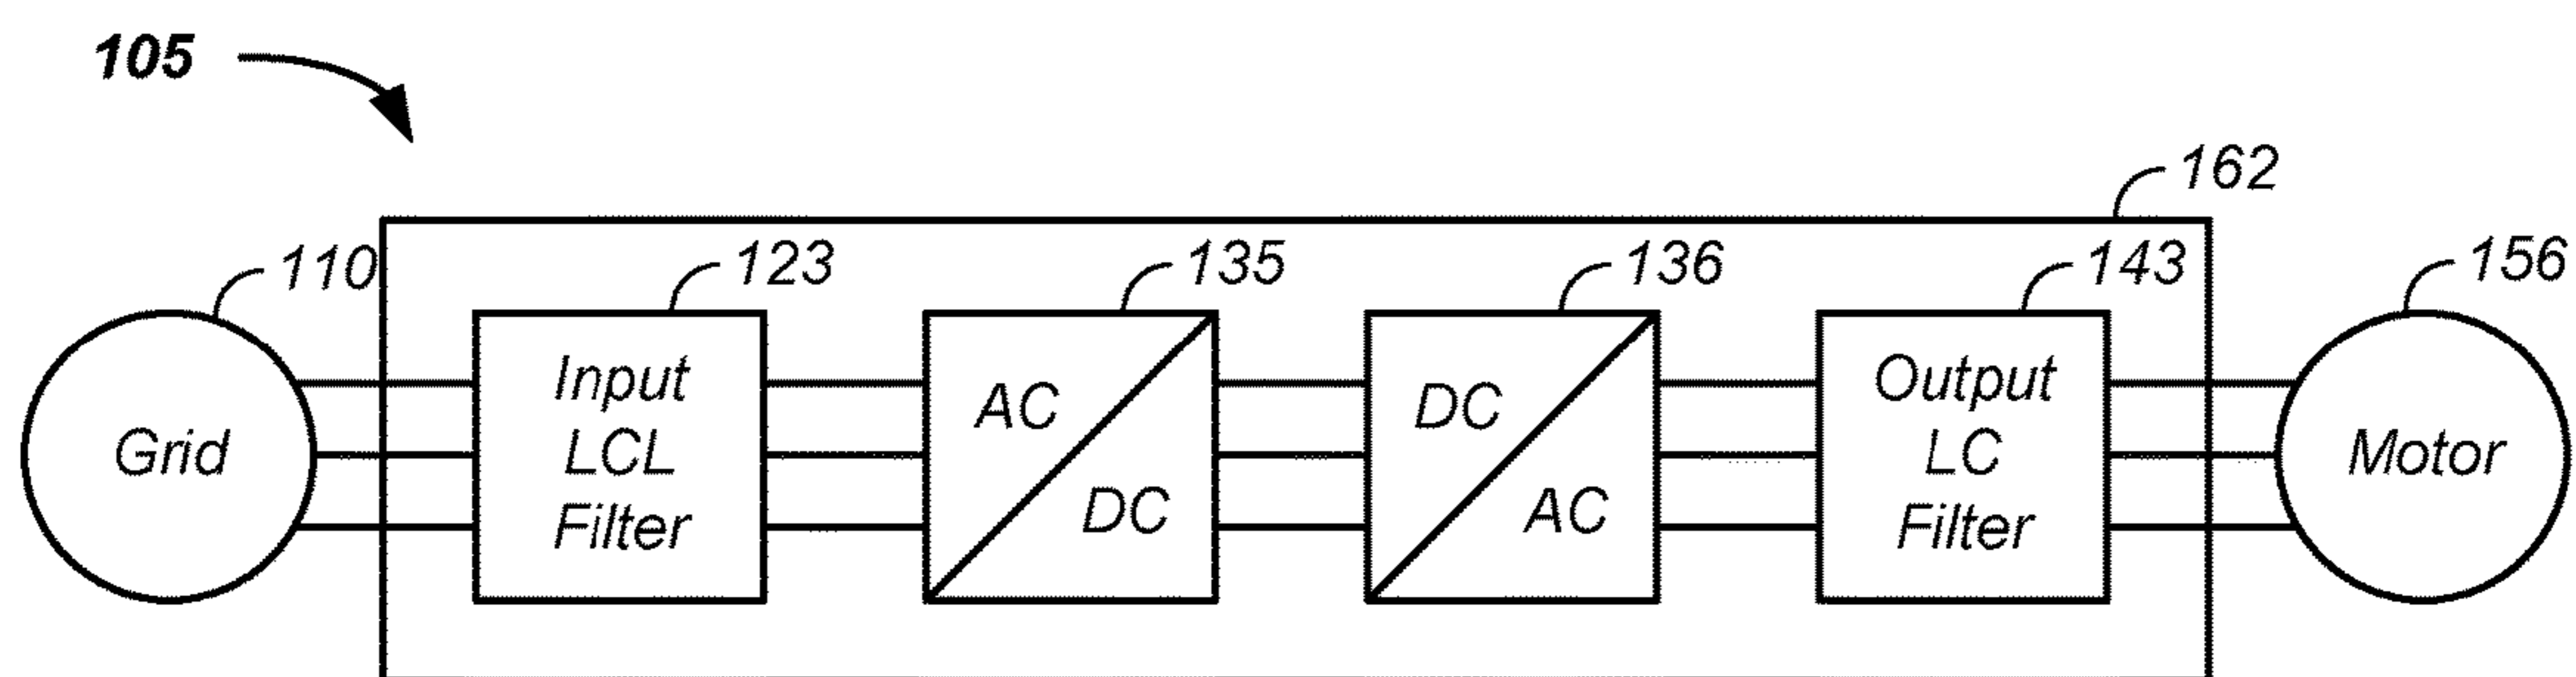 105
162
110
123
135
136
143
156
Grid
Input
LCL
Filter
AC
DC
DC
AC
Output
LC
Filter
Motor